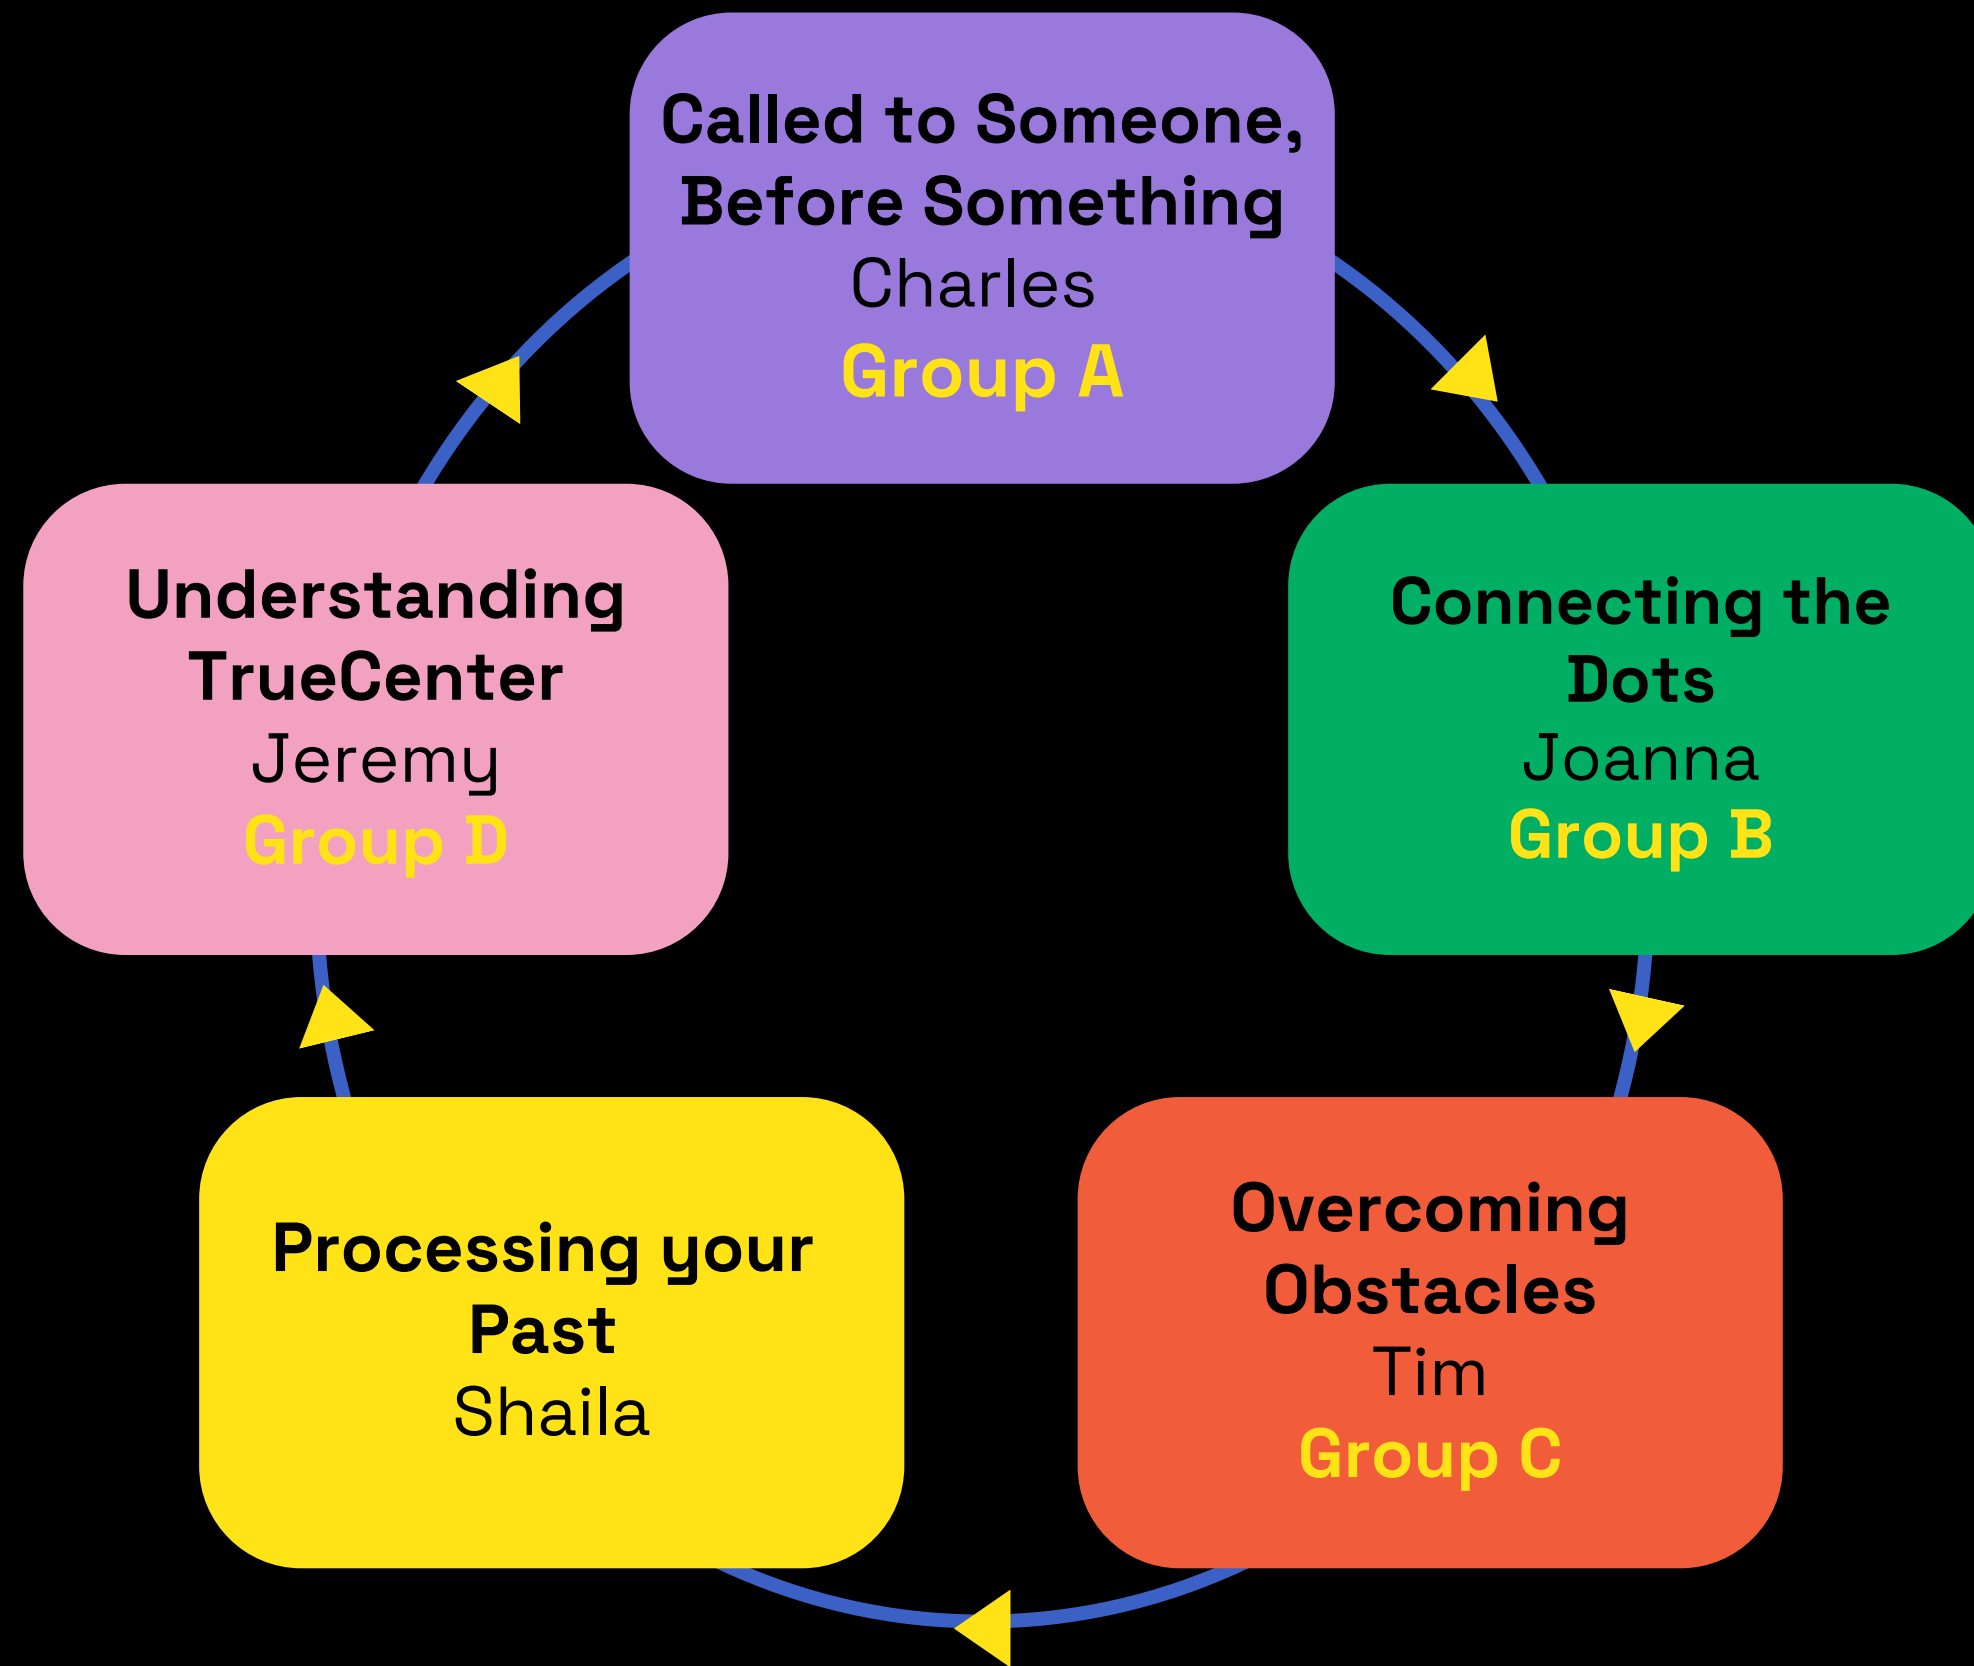 Called to Someone,
Before Something
Charles
Group A
Connecting the
Dots
Joanna
Group B
Overcoming
Obstacles
Tim
Group C
Processing your
Past
Shaila
Understanding
TrueCenter
Jeremy
Group D